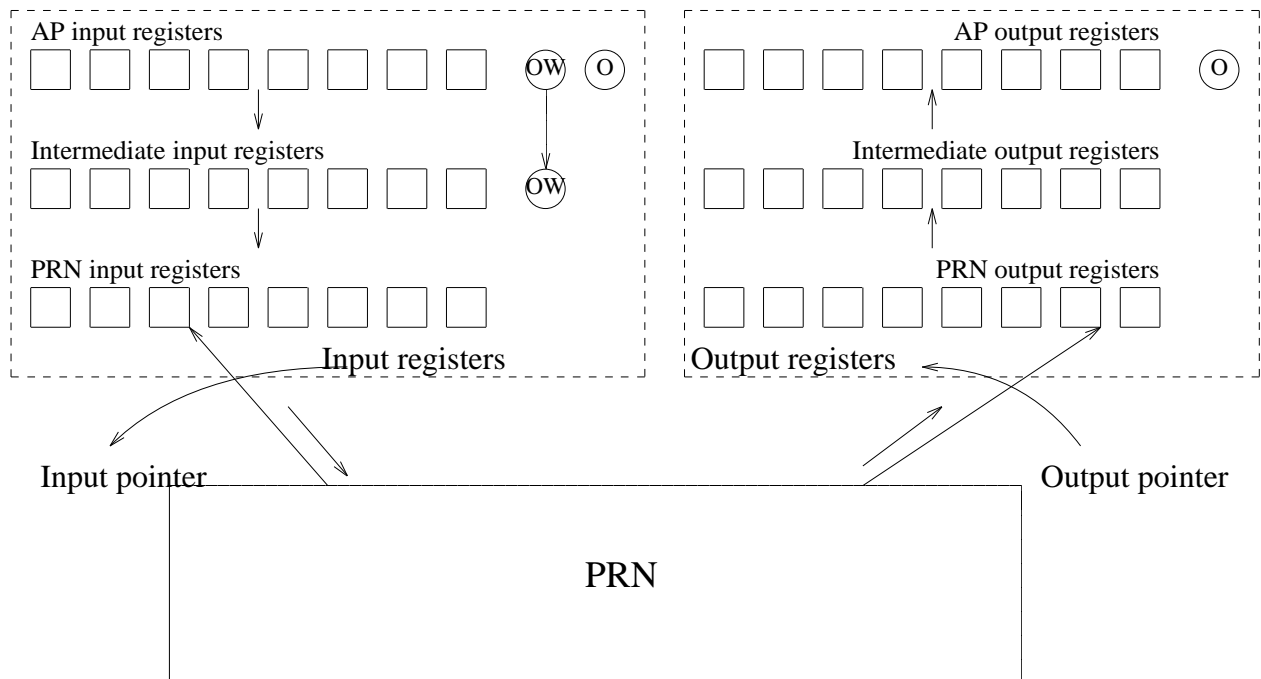 AP input registers
OW O
Intermediate input registers
OW
PRN input registers
Input registers
AP output registers
O
Intermediate output registers
PRN output registers
Output registers
Input pointer
Output pointer
PRN